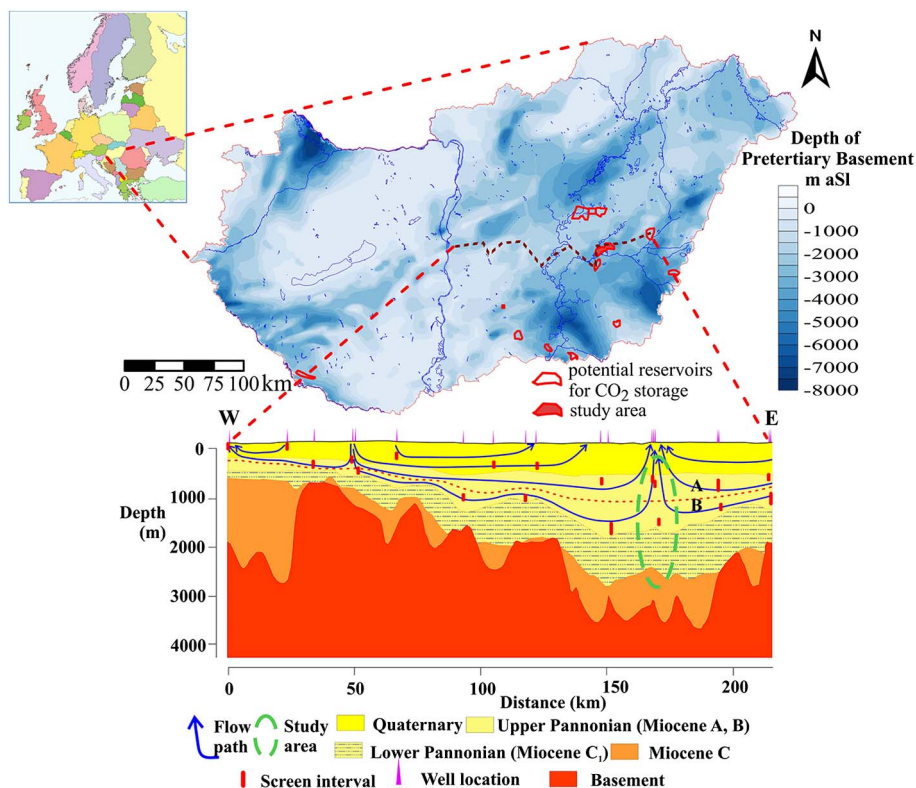 N
Depth of
Pretertiary Basement
m aSl
0
-1000
-2000
-3000
-4000
-5000
-6000
-7000
-8000
0 25 50 75 100 km
potential reservoirs
for CO₂ storage
study area
W
E
0
1000
2000
3000
4000
Depth
(m)
A
B
0 50 100 150 200
Distance (km)
Flow
path
Study
area
Quaternary
Upper Pannonian (Miocene A, B)
Lower Pannonian (Miocene C₁)
Miocene C
Screen interval
Well location
Basement